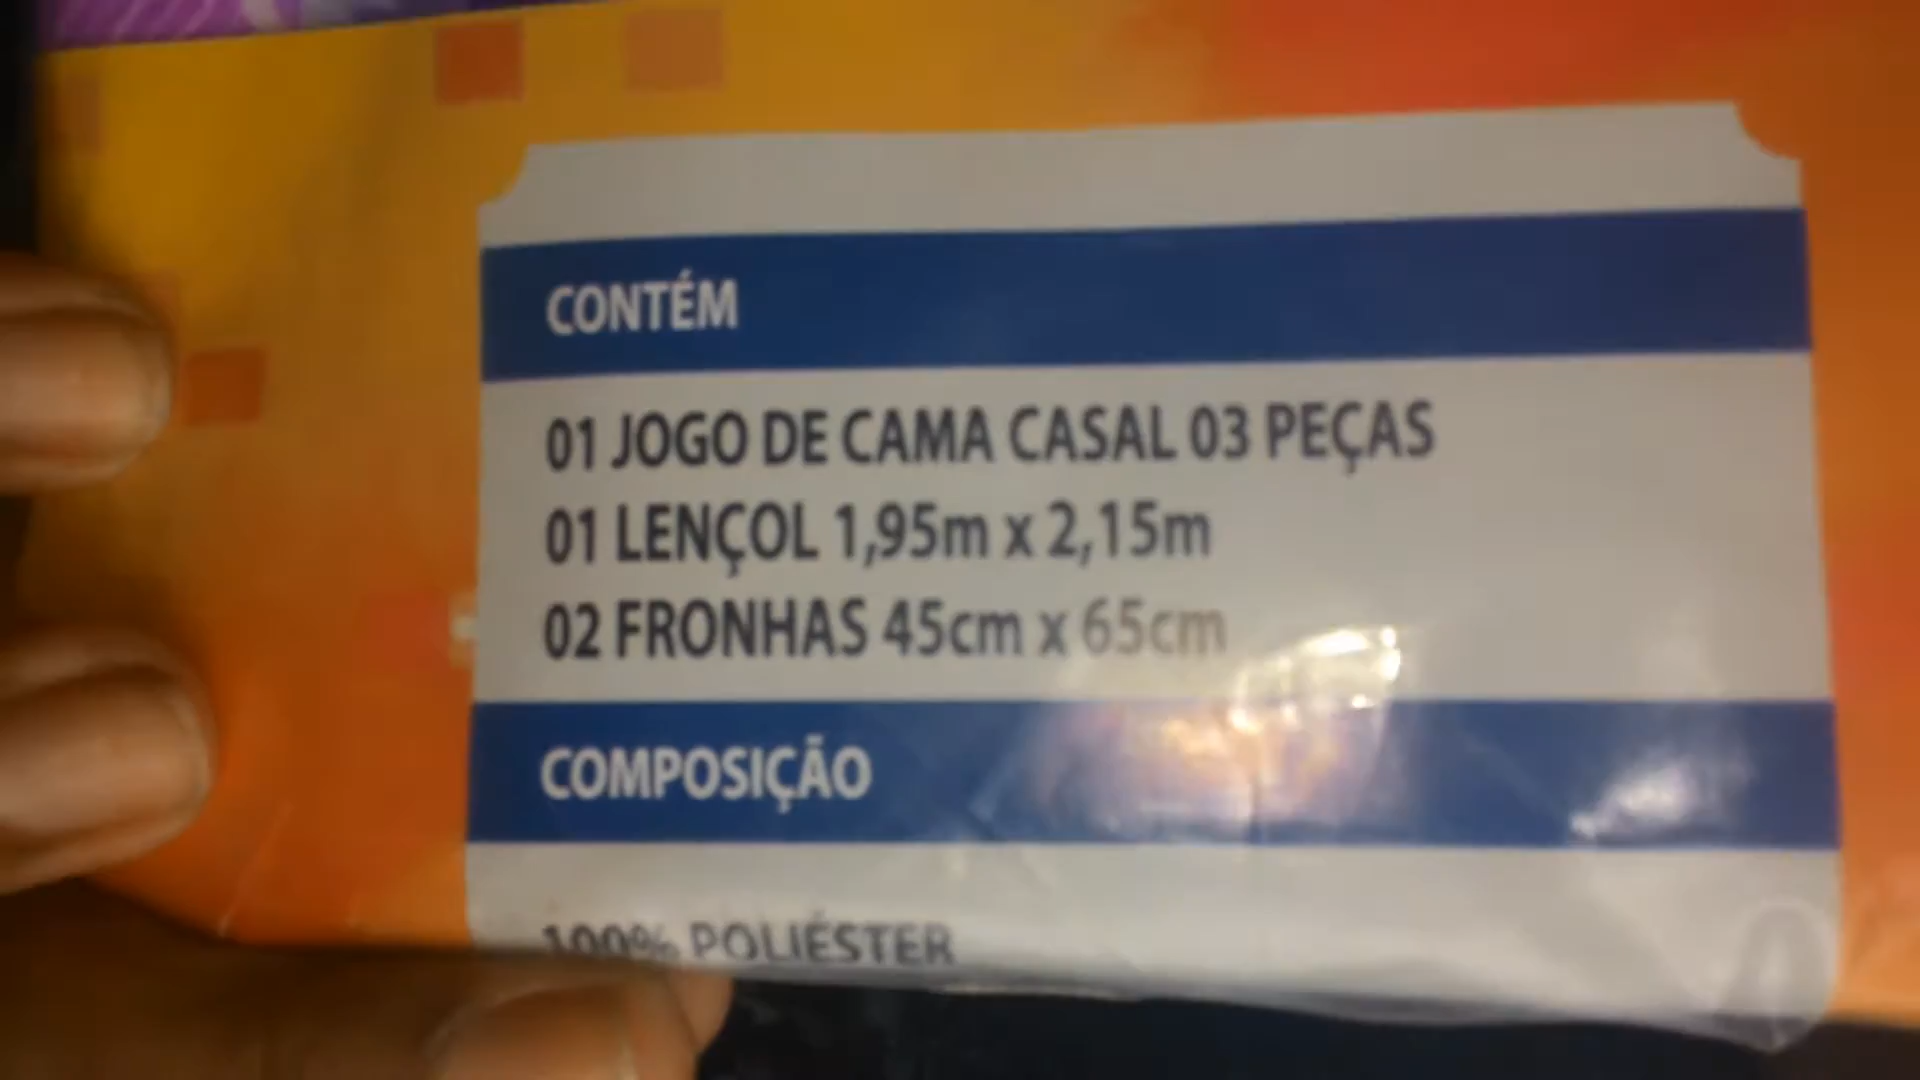 CONTÉM
01 JOGO DE CAMA CASAL 03 PEÇAS
01 LENÇOL 1,95m x 2,15m
02 FRONHAS 45cm x 65cm
COMPOSIÇÃO
100% POLIÉSTER